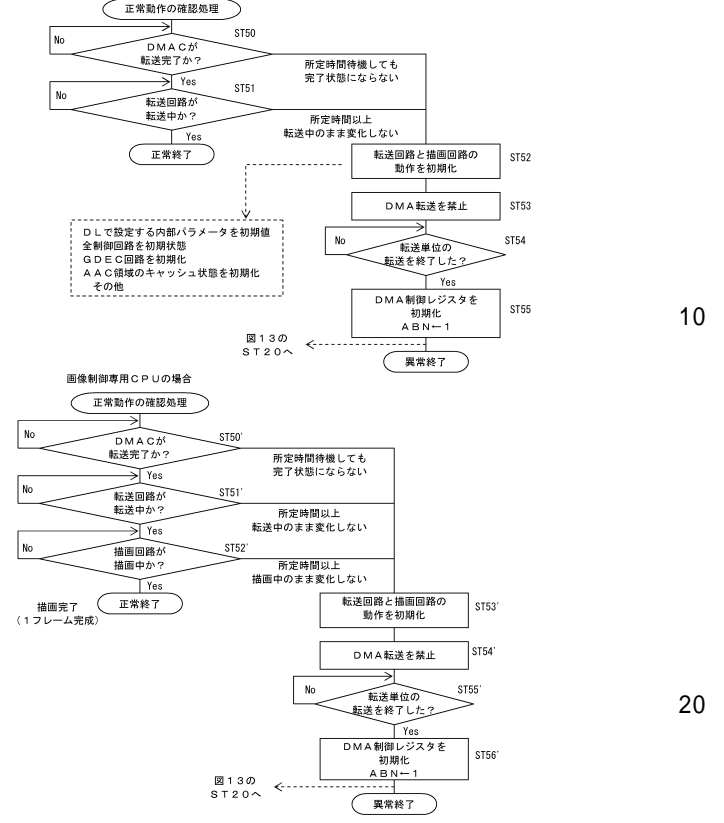 正常動作の確認処理
No
ST50
DMACが
転送完了か？
所定時間待機しても
完了状態にならない
Yes
No
ST51
転送回路が
転送中か？
所定時間以上
転送中のまま変化しない
Yes
正常終了
転送回路と描画回路の
動作を初期化
ST52
DMA転送を禁止
ST53
DLで設定する内部パラメータを初期値
全制御回路を初期状態
GDEC回路を初期化
AAC領域のキャッシュ状態を初期化
その他
No
ST54
転送単位の
転送を終了した？
Yes
DMA制御レジスタを
初期化
ABN←1
ST55
10
図13の
ST20へ
異常終了
画像制御専用CPUの場合
正常動作の確認処理
No
ST50'
DMACが
転送完了か？
所定時間待機しても
完了状態にならない
Yes
No
ST51'
転送回路が
転送中か？
所定時間以上
転送中のまま変化しない
Yes
No
ST52'
描画回路が
描画中か？
所定時間以上
描画中のまま変化しない
Yes
描画完了
（1フレーム完成）
正常終了
転送回路と描画回路の
動作を初期化
ST53'
DMA転送を禁止
ST54'
No
ST55'
転送単位の
転送を終了した？
20
Yes
DMA制御レジスタを
初期化
ABN←1
ST56'
図13の
ST20へ
異常終了